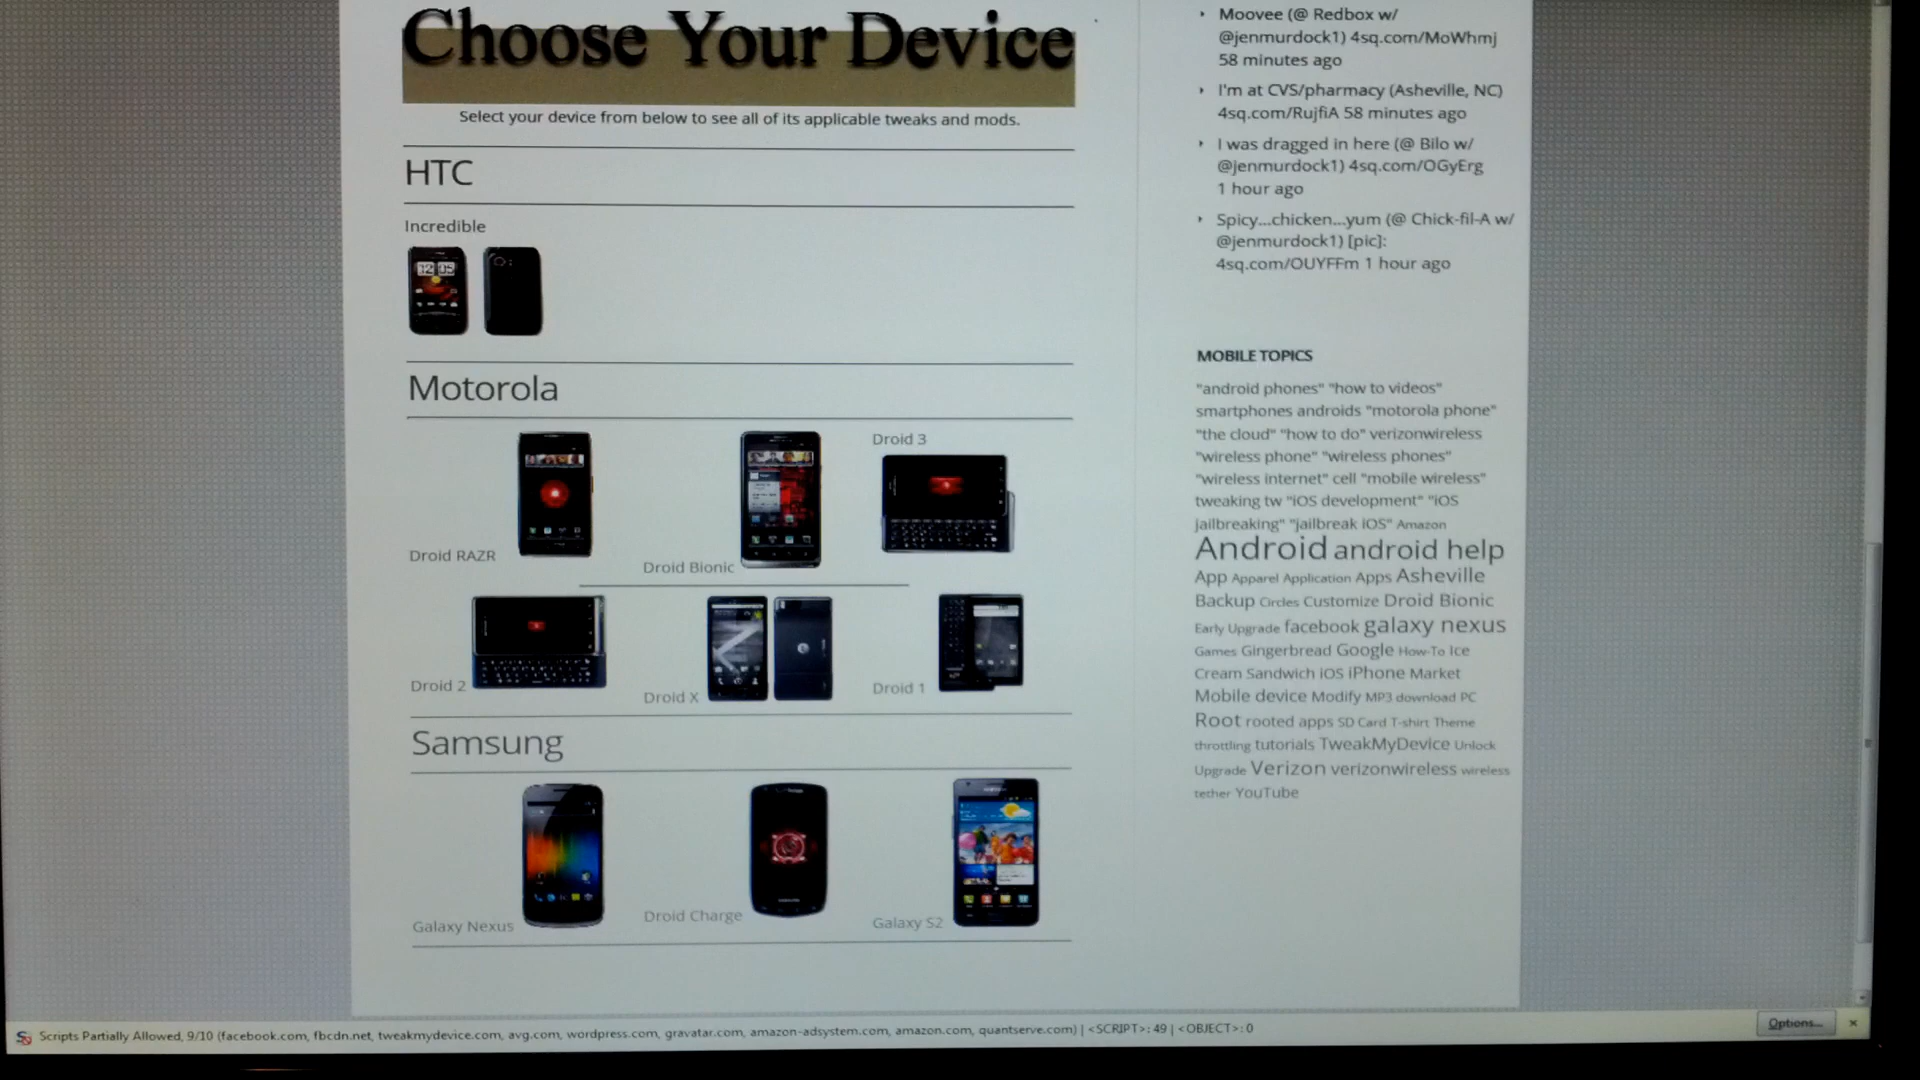 Choose Your Device
Select your device from below to see all of its applicable tweaks and mods.
HTC
Incredible
12 05
Motorola
Droid RAZR
Droid Bionic
Droid 3
Droid 2
Droid X
Droid 1
Samsung
Galaxy Nexus
Droid Charge
Galaxy S2
Moovee (@ Redbox w/
@jenmurdock1) 4sq.com/MoWhmj
58 minutes ago
I'm at CVS/pharmacy (Asheville, NC)
4sq.com/RujfiA 58 minutes ago
I was dragged in here (@ Bilo w/
@jenmurdock1) 4sq.com/OGyErg
1 hour ago
Spicy...chicken...yum (@ Chick-fil-A w/
@jenmurdock1) [pic]:
4sq.com/OUYFFm 1 hour ago
MOBILE TOPICS
"android phones" "how to videos"
smartphones androids "motorola phone"
"the cloud" "how to do" verizonwireless
"wireless phone" "wireless phones"
"wireless internet" cell "mobile wireless"
tweaking tw "iOS development" "iOS
jailbreaking" "jailbreak iOS" Amazon
Android android help
App Apparel Application Apps Asheville
Backup Circles Customize Droid Bionic
Early Upgrade facebook galaxy nexus
Games Gingerbread Google How-To Ice
Cream Sandwich iOS iPhone Market
Mobile device Modify MP3 download PC
Root rooted apps SD Card T-shirt Theme
throttling tutorials TweakMyDevice Unlock
Upgrade Verizon verizonwireless wireless
tether YouTube
Scripts Partially Allowed, 9/10 (facebook.com, fbcdn.net, tweakmydevice.com, avg.com, wordpress.com, gravatar.com, amazon-adsystem.com, amazon.com, quantserve.com) | <SCRIPT>: 49 | <OBJECT>: 0
Options... ×